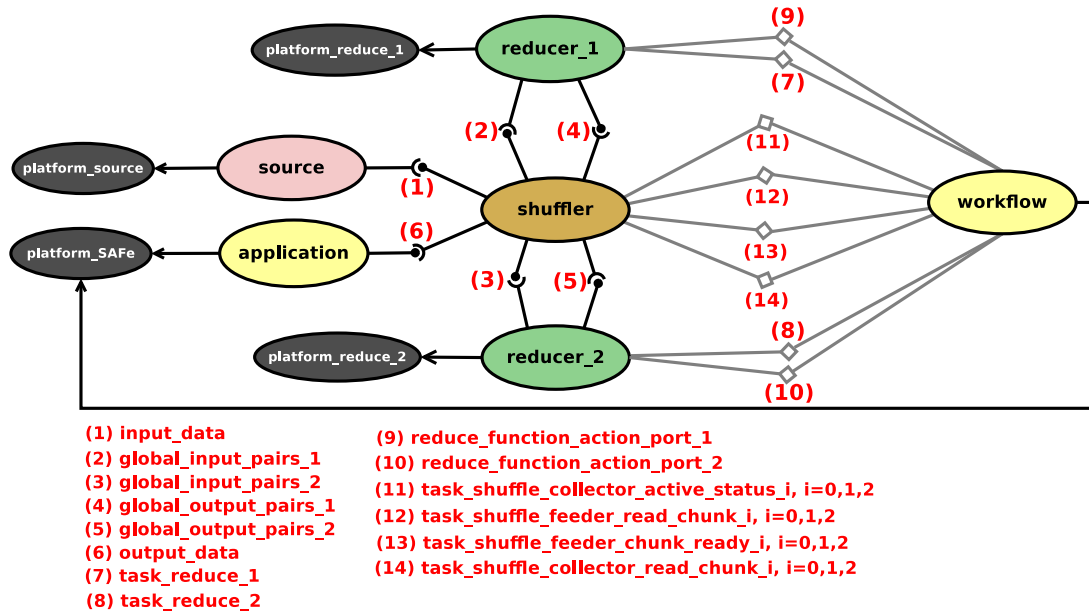 (9)
platform_reduce_1
reducer_1
(7)
(2)
(4)
(11)
platform_source
source
(1)
(12)
shuffler
workflow
platform_SAFe
application
(6)
(13)
(3)
(5)
(14)
(8)
platform_reduce_2
reducer_2
(10)
(1) input_data
(2) global_input_pairs_1
(3) global_input_pairs_2
(4) global_output_pairs_1
(5) global_output_pairs_2
(6) output_data
(7) task_reduce_1
(8) task_reduce_2
(9) reduce_function_action_port_1
(10) reduce_function_action_port_2
(11) task_shuffle_collector_active_status_i, i=0,1,2
(12) task_shuffle_feeder_read_chunk_i, i=0,1,2
(13) task_shuffle_feeder_chunk_ready_i, i=0,1,2
(14) task_shuffle_collector_read_chunk_i, i=0,1,2